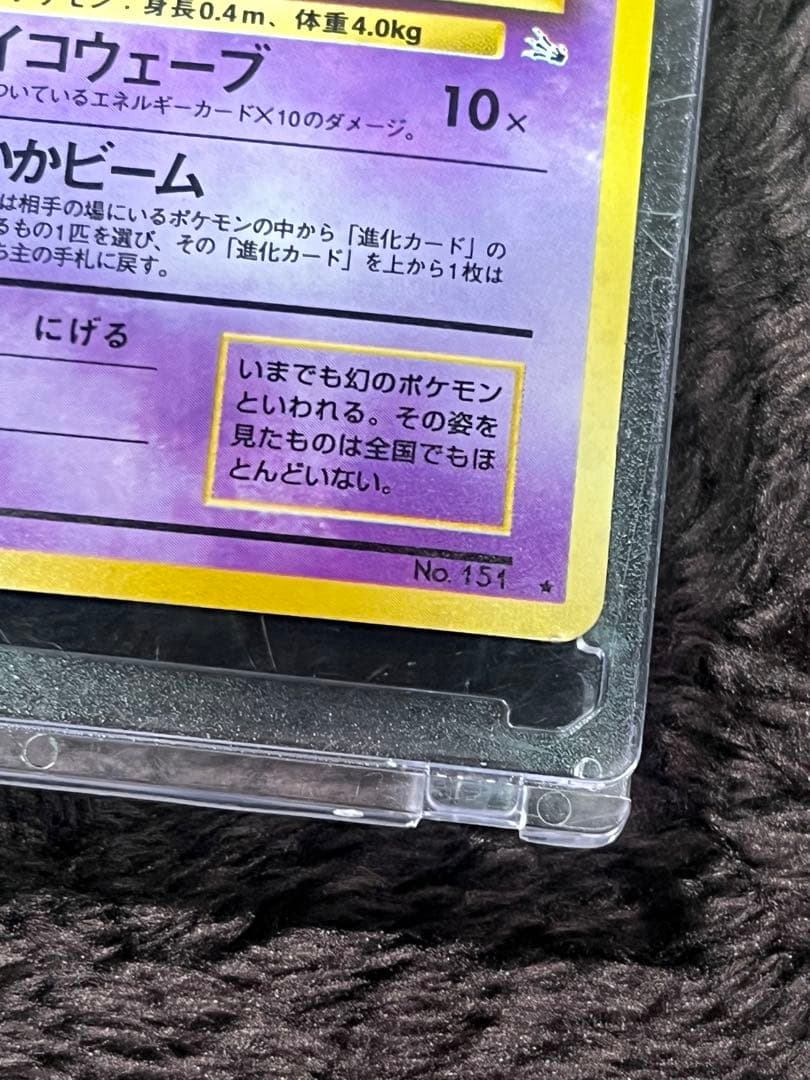 ケモン．身長0.4m、体重4.0kg
イコウェーブ
10×
ついているエネルギーカード×10のダメージ。
かビーム
は相手の場にいるポケモンの中から「進化カード」の
るもの1匹を選び、その「進化カード」を上から1枚は
ち主の手札に戻す。
にげる
いまでも幻のポケモン
といわれる。その姿を
見たものは全国でもほ
とんどいない。
No. 151 ★